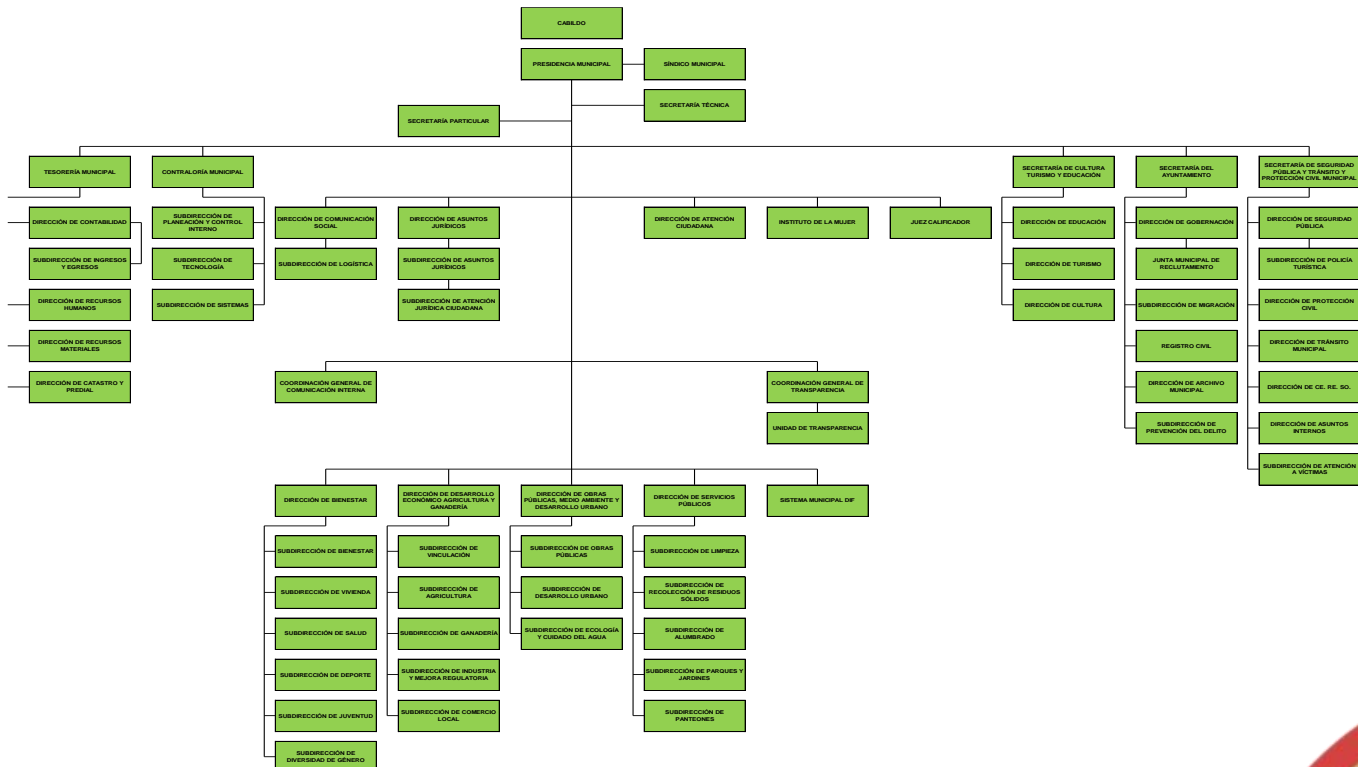 CABILDO
PRESIDENCIA MUNICIPAL
SÍNDICO MUNICIPAL
SECRETARÍA TÉCNICA
SECRETARÍA PARTICULAR
TESORERÍA MUNICIPAL
CONTRALORÍA MUNICIPAL
SECRETARÍA DE CULTURA
TURISMO Y EDUCACIÓN
SECRETARÍA DEL
AYUNTAMIENTO
SECRETARÍA DE SEGURIDAD
PÚBLICA Y TRÁNSITO Y
PROTECCIÓN CIVIL MUNICIPAL
DIRECCIÓN DE CONTABILIDAD
SUBDIRECCIÓN DE INGRESOS
Y EGRESOS
DIRECCIÓN DE RECURSOS
HUMANOS
DIRECCIÓN DE RECURSOS
MATERIALES
DIRECCIÓN DE CATASTRO Y
PREDIAL
SUBDIRECCIÓN DE
PLANEACIÓN Y CONTROL
INTERNO
SUBDIRECCIÓN DE
TECNOLOGÍA
SUBDIRECCIÓN DE SISTEMAS
DIRECCIÓN DE COMUNICACIÓN
SOCIAL
SUBDIRECCIÓN DE LOGÍSTICA
DIRECCIÓN DE ASUNTOS
JURÍDICOS
SUBDIRECCIÓN DE ASUNTOS
JURÍDICOS
SUBDIRECCIÓN DE ATENCIÓN
JURÍDICA CIUDADANA
DIRECCIÓN DE ATENCIÓN
CIUDADANA
INSTITUTO DE LA MUJER
JUEZ CALIFICADOR
DIRECCIÓN DE EDUCACIÓN
DIRECCIÓN DE TURISMO
DIRECCIÓN DE CULTURA
DIRECCIÓN DE GOBERNACIÓN
JUNTA MUNICIPAL DE
RECLUTAMIENTO
SUBDIRECCIÓN DE MIGRACIÓN
REGISTRO CIVIL
DIRECCIÓN DE ARCHIVO
MUNICIPAL
SUBDIRECCIÓN DE
PREVENCIÓN DEL DELITO
DIRECCIÓN DE SEGURIDAD
PÚBLICA
SUBDIRECCIÓN DE POLICÍA
TURÍSTICA
DIRECCIÓN DE PROTECCIÓN
CIVIL
DIRECCIÓN DE TRÁNSITO
MUNICIPAL
DIRECCIÓN DE CE. RE. SO.
DIRECCIÓN DE ASUNTOS
INTERNOS
SUBDIRECCIÓN DE ATENCIÓN
A VÍCTIMAS
COORDINACIÓN GENERAL DE
COMUNICACIÓN INTERNA
COORDINACIÓN GENERAL DE
TRANSPARENCIA
UNIDAD DE TRANSPARENCIA
DIRECCIÓN DE BIENESTAR
SUBDIRECCIÓN DE BIENESTAR
SUBDIRECCIÓN DE VIVIENDA
SUBDIRECCIÓN DE SALUD
SUBDIRECCIÓN DE DEPORTE
SUBDIRECCIÓN DE JUVENTUD
SUBDIRECCIÓN DE
DIVERSIDAD DE GÉNERO
DIRECCIÓN DE DESARROLLO
ECONÓMICO AGRICULTURA Y
GANADERÍA
SUBDIRECCIÓN DE
VINCULACIÓN
SUBDIRECCIÓN DE
AGRICULTURA
SUBDIRECCIÓN DE GANADERÍA
SUBDIRECCIÓN DE INDUSTRIA
Y MEJORA REGULATORIA
SUBDIRECCIÓN DE COMERCIO
LOCAL
DIRECCIÓN DE OBRAS
PÚBLICAS, MEDIO AMBIENTE Y
DESARROLLO URBANO
SUBDIRECCIÓN DE OBRAS
PÚBLICAS
SUBDIRECCIÓN DE
DESARROLLO URBANO
SUBDIRECCIÓN DE ECOLOGÍA
Y CUIDADO DEL AGUA
DIRECCIÓN DE SERVICIOS
PÚBLICOS
SUBDIRECCIÓN DE LIMPIEZA
SUBDIRECCIÓN DE
RECOLECCIÓN DE RESIDUOS
SÓLIDOS
SUBDIRECCIÓN DE
ALUMBRADO
SUBDIRECCIÓN DE PARQUES Y
JARDINES
SUBDIRECCIÓN DE
PANTEONES
SISTEMA MUNICIPAL DIF